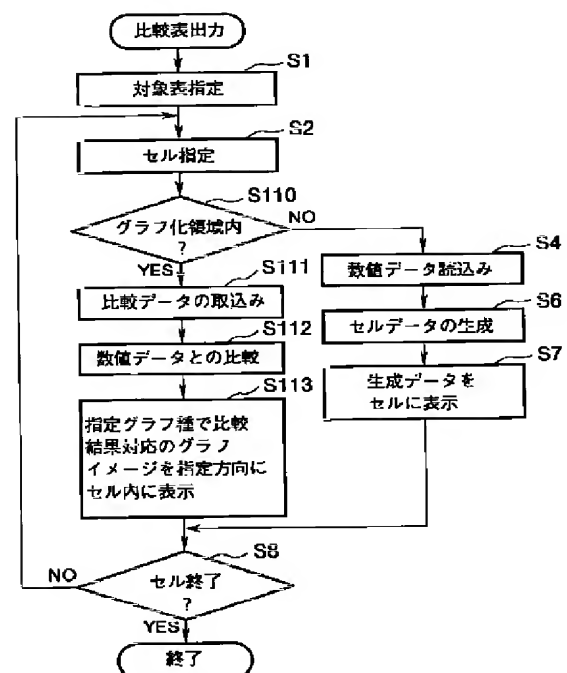 比較表出力
S1
対象表指定
S2
セル指定
S110
グラフ化領域内
?
NO
YES
S111
比較データの取込み
S112
数値データとの比較
S113
指定グラフ種で比較
結果対応のグラフ
イメージを指定方向に
セル内に表示
S4
数値データ読込み
S6
セルデータの生成
S7
生成データを
セルに表示
S8
セル終了
?
NO
YES
終了